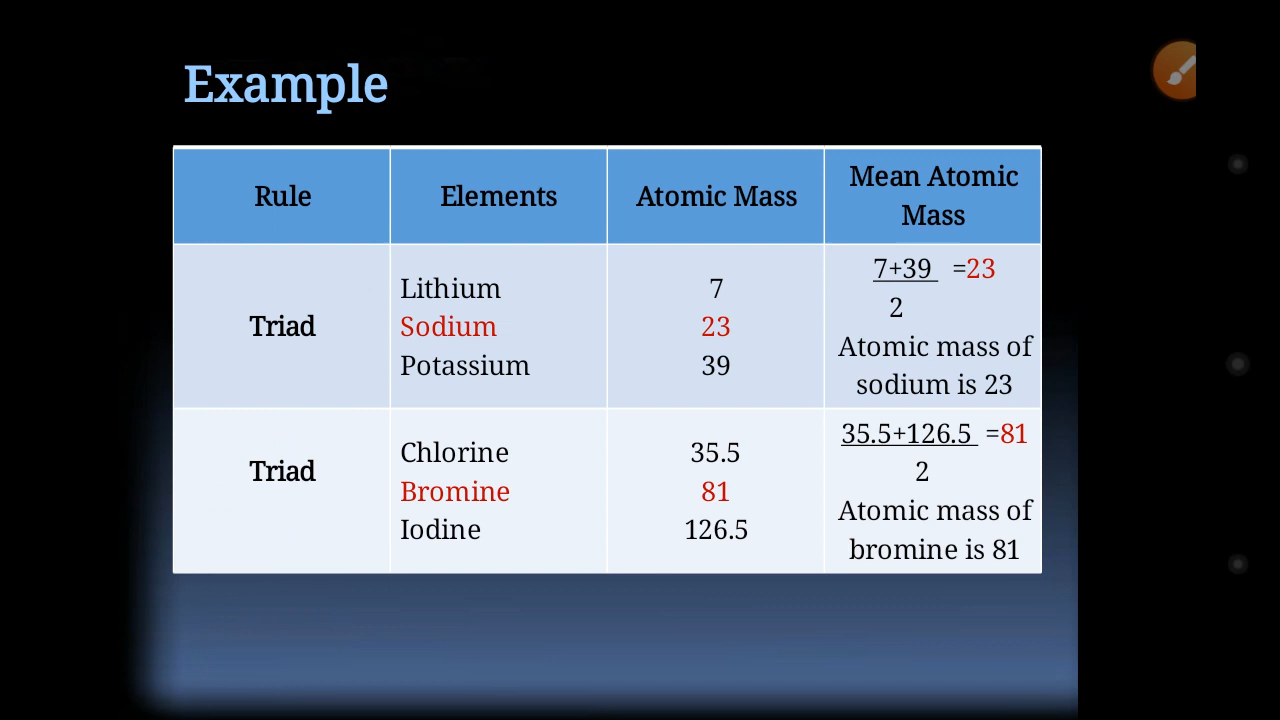 Example
Rule
Elements
Atomic Mass
Mean Atomic
Mass
Triad
Lithium
Sodium
Potassium
7
23
39
7+39 =23
2
Atomic mass of
sodium is 23
Triad
Chlorine
Bromine
Iodine
35.5
81
126.5
35.5+126.5 =81
2
Atomic mass of
bromine is 81